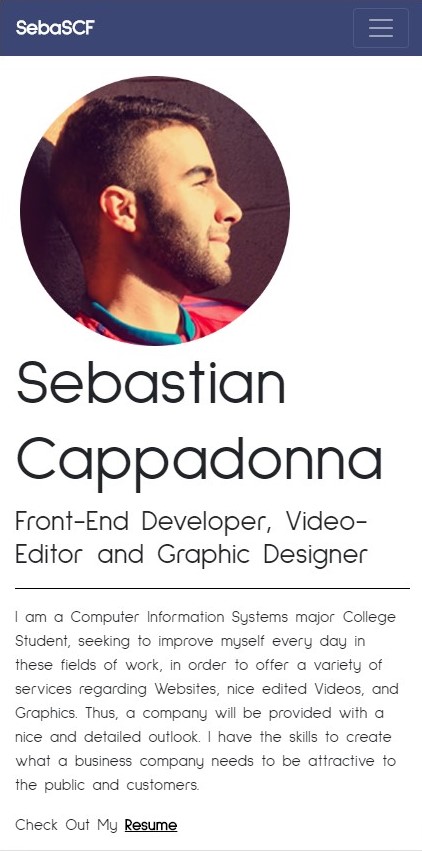 SebaSCF
Sebastian
Cappadonna
Front-End Developer, Video-
Editor and Graphic Designer
I am a Computer Information Systems major College
Student, seeking to improve myself every day in
these fields of work, in order to offer a variety of
services regarding Websites, nice edited Videos, and
Graphics. Thus, a company will be provided with a
nice and detailed outlook. I have the skills to create
what a business company needs to be attractive to
the public and customers.
Check Out My Resume